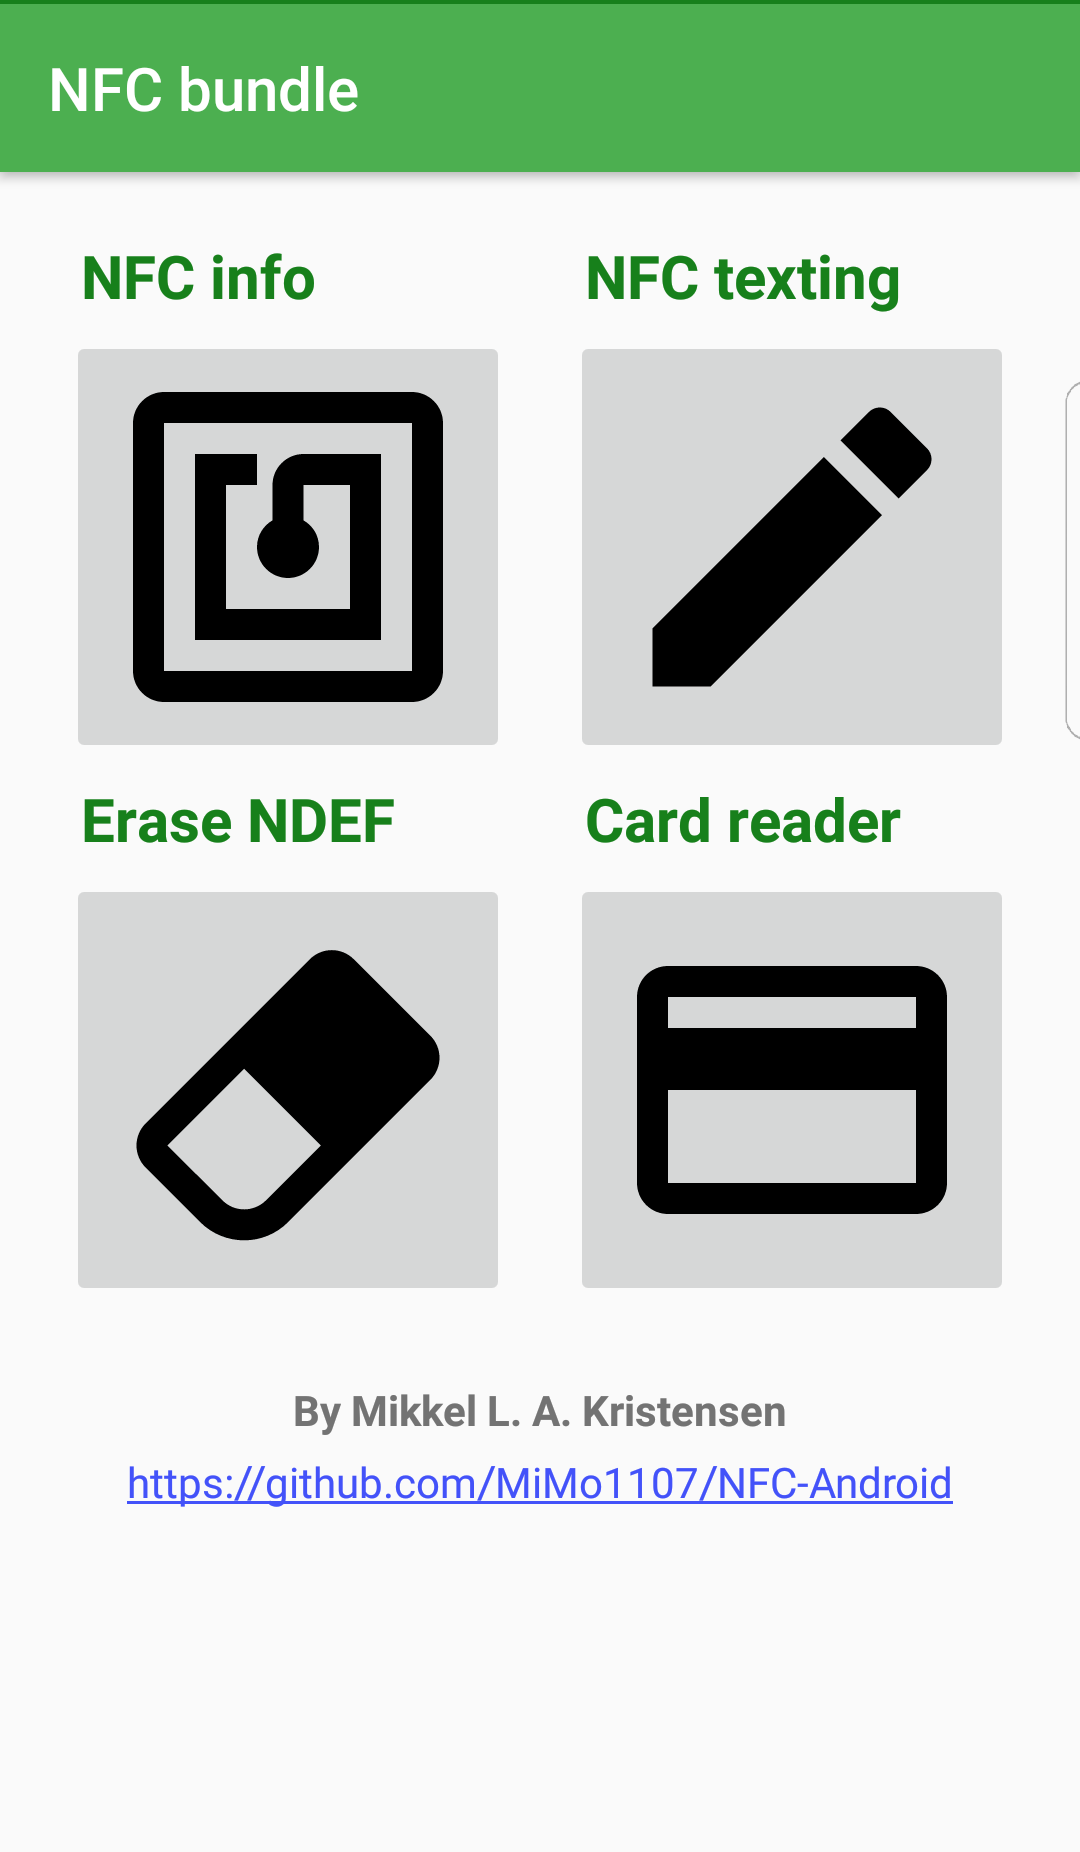 NFC bundle
NFC info
NFC texting
Erase NDEF
Card reader
By Mikkel L. A. Kristensen
https://github.com/MiMo1107/NFC-Android